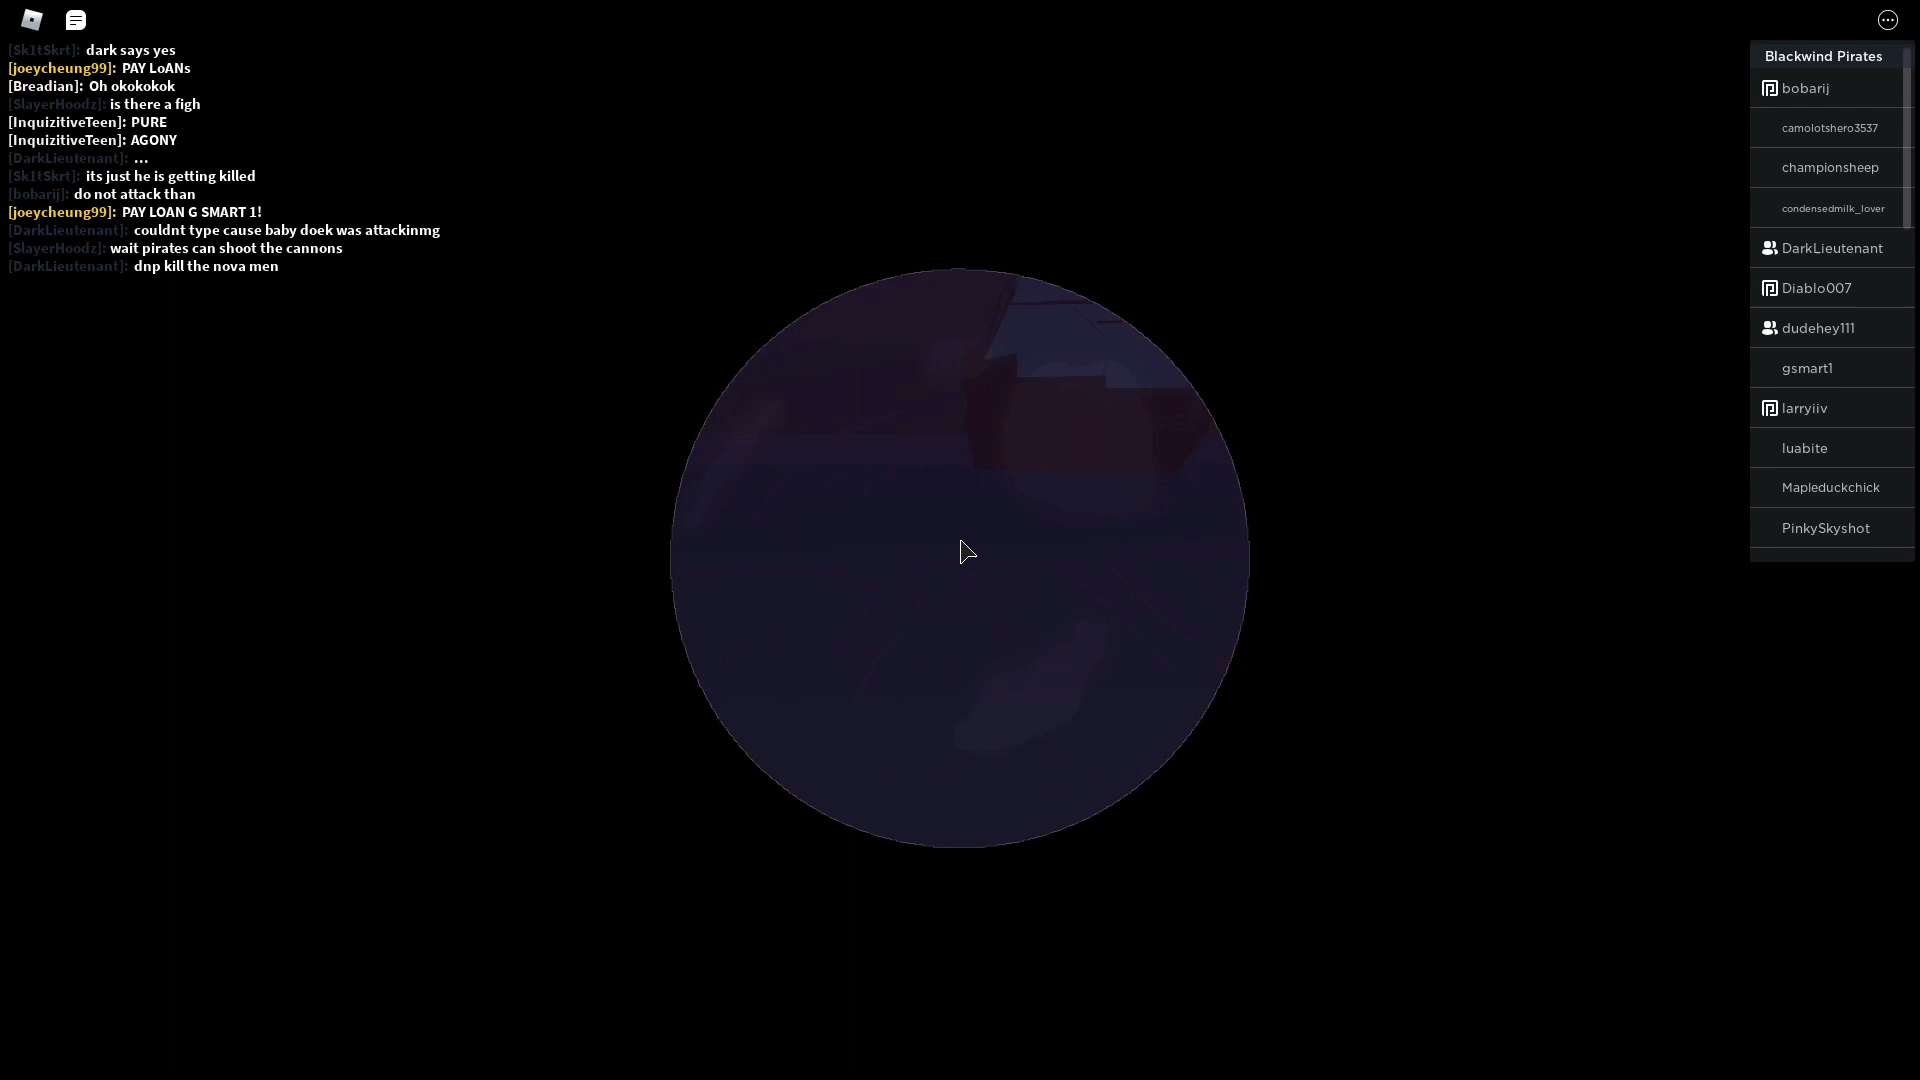 [Sk1tSkrt]: dark says yes
[joeycheung99]: PAY LoANs
[Breadian]: Oh okokokok
[SlayerHoodz]: is there a figh
[InquizitiveTeen]: PURE
[InquizitiveTeen]: AGONY
[DarkLieutenant]: ...
[Sk1tSkrt]: its just he is getting killed
[bobarij]: do not attack than
[joeycheung99]: PAY LOAN G SMART 1!
[DarkLieutenant]: couldnt type cause baby doek was attackinmg
[SlayerHoodz]: wait pirates can shoot the cannons
[DarkLieutenant]: dnp kill the nova men
Blackwind Pirates
bobarij
camolotshero3537
championsheep
condensedmilk_lover
DarkLieutenant
Diablo007
dudehey111
gsmart1
larryiiv
luabite
Mapleduckchick
PinkySkyshot